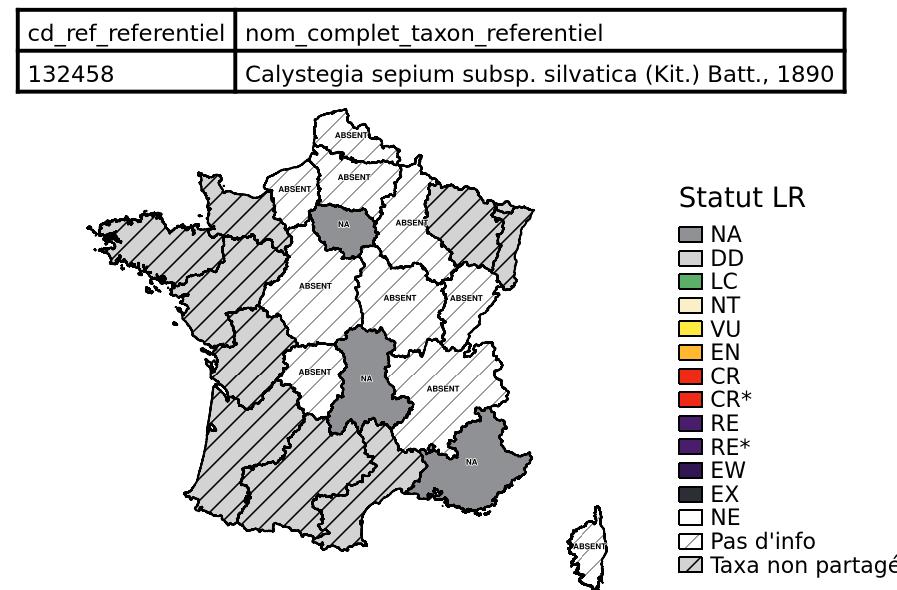 cd_ref_referentiel nom_complet_taxon_referentiel
132458 Calystegia sepium subsp. silvatica (Kit.) Batt., 1890
ABSENT
ABSENT
ABSENT
ABSENT
NA
ABSENT
ABSENT
ABSENT
ABSENT
NA
ABSENT
NA
ABSENT
Statut LR
NA
DD
LC
NT
VU
EN
CR
CR*
RE
RE*
EW
EX
NE
Pas d'info
Taxa non partagé